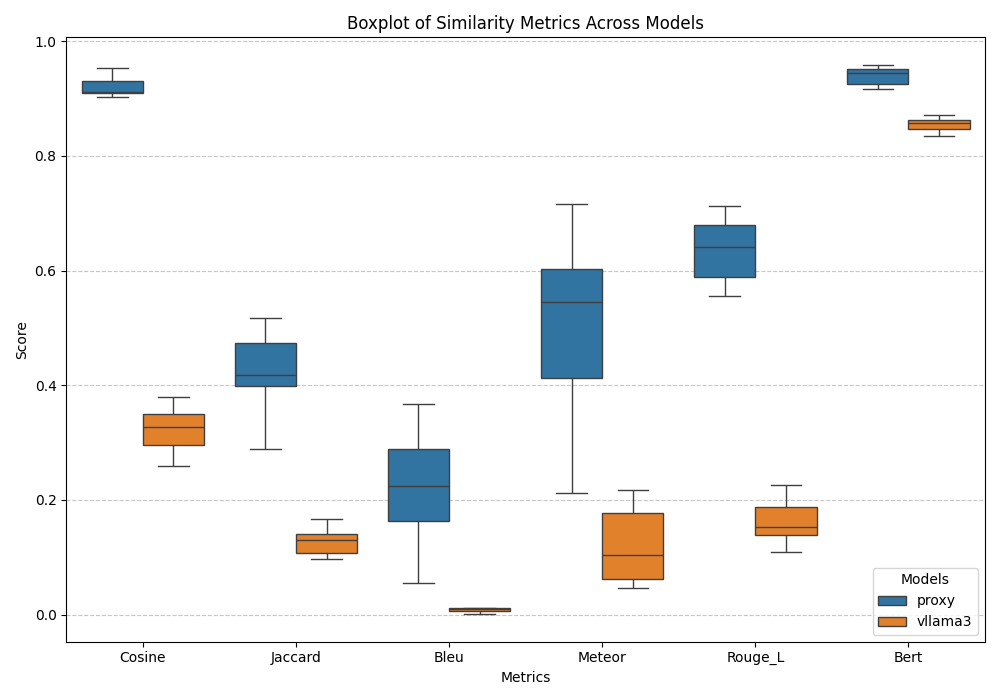 Boxplot of Similarity Metrics Across Models
Score
1.0
0.8
0.6
0.4
0.2
0.0
Cosine
Jaccard
Bleu
Meteor
Rouge_L
Bert
Metrics
Models
proxy
vllama3